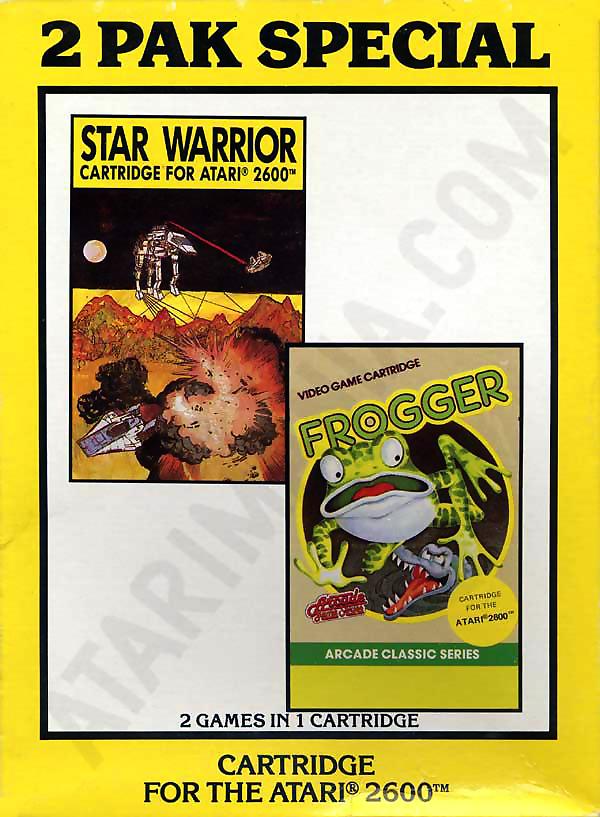 2 PAK SPECIAL
STAR WARRIOR
CARTRIDGE FOR ATARI® 2600™
VIDEO GAME CARTRIDGE
FROGGER
CARTRIDGE
FOR THE
ATARI®2600™
ARCADE CLASSIC SERIES
2 GAMES IN 1 CARTRIDGE
CARTRIDGE
FOR THE ATARI® 2600™